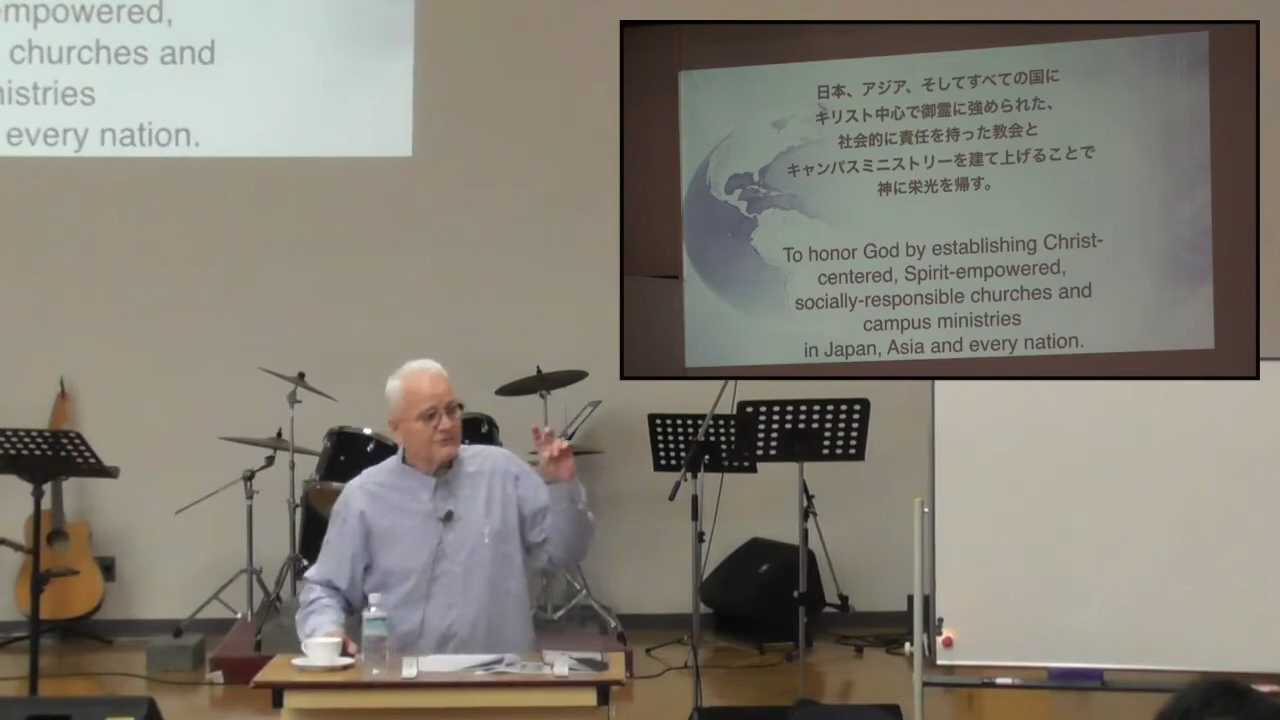 empowered,
churches and
ministries
every nation.
日本、アジア、そしてすべての国に
キリスト中心で御霊に強められた、
社会的に責任を持った教会と
キャンパスミニストリーを建て上げることで
神に栄光を帰す。
To honor God by establishing Christ-
centered, Spirit-empowered,
socially-responsible churches and
campus ministries
in Japan, Asia and every nation.